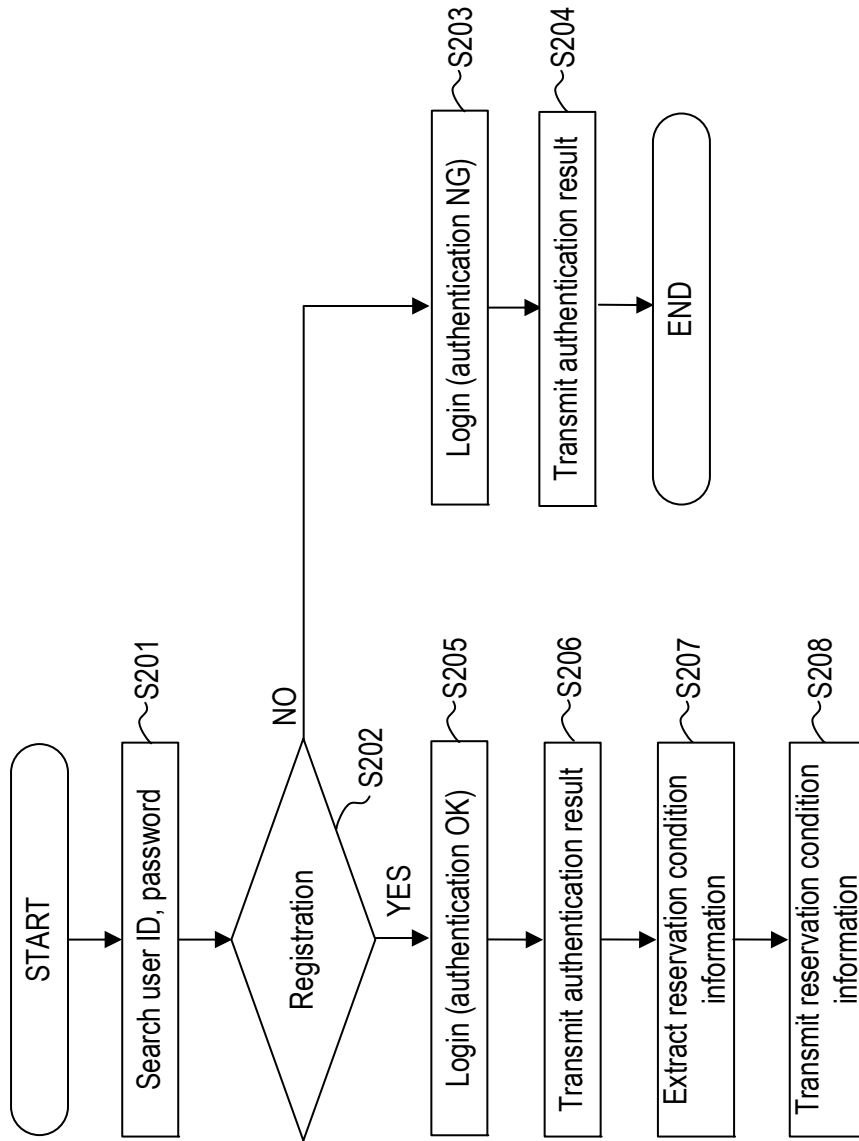 START
Search user ID, password
S201
Registration
S202
NO
YES
Login (authentication NG)
S203
Transmit authentication result
S204
END
Login (authentication OK)
S205
Transmit authentication result
S206
Extract reservation condition
information
S207
Transmit reservation condition
information
S208